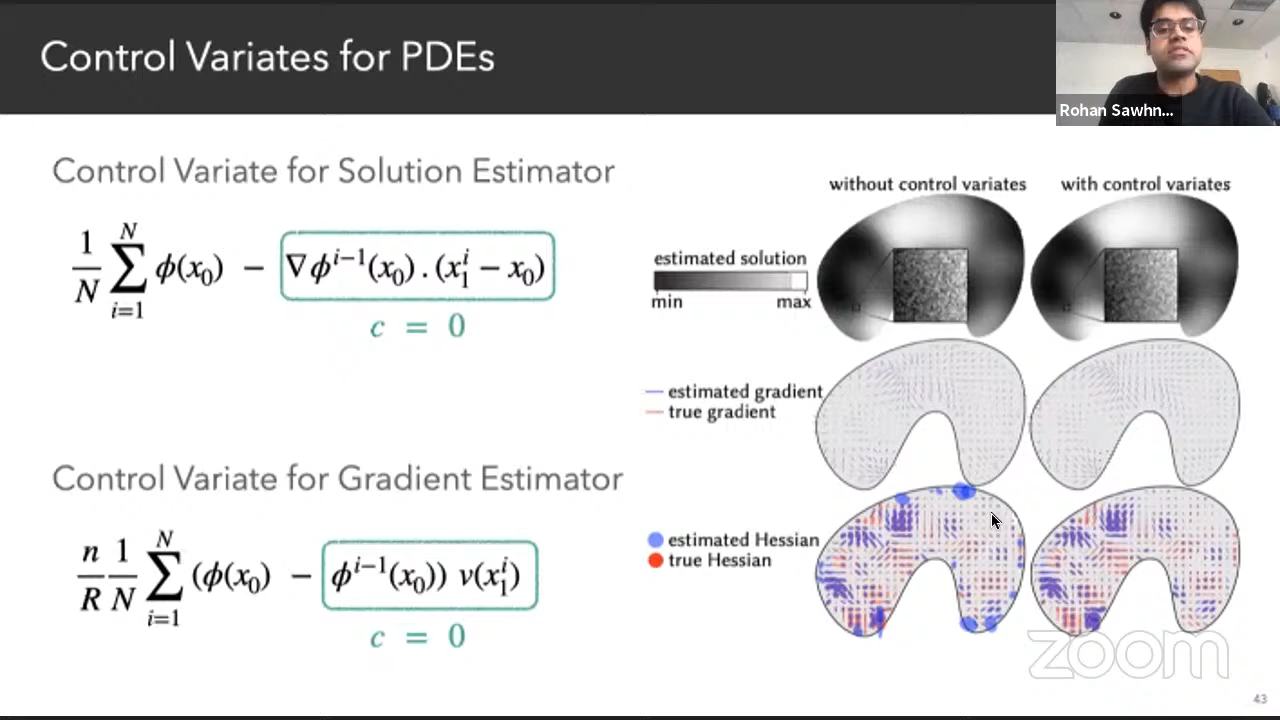 Control Variates for PDEs
Rohan Sawhn...
Control Variate for Solution Estimator
1/N ∑_{i=1}^{N} ϕ(x₀) − ∇ϕ^{i−1}(x₀) . (x₁^i − x₀)
c = 0
Control Variate for Gradient Estimator
n/R 1/N ∑_{i=1}^{N} (ϕ(x₀) − ϕ^{i−1}(x₀)) v(x₁^i)
c = 0
without control variates
with control variates
estimated solution
min max
estimated gradient
true gradient
estimated Hessian
true Hessian
zoom
43